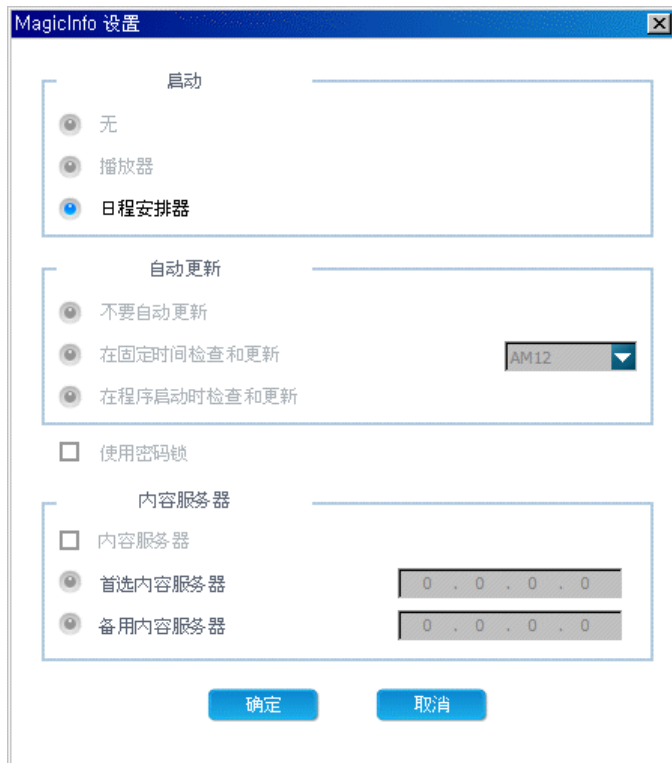 MagicInfo 设置
启动
无
播放器
日程安排器
自动更新
不要自动更新
在固定时间检查和更新 AM12
在程序启动时检查和更新
使用密码锁
内容服务器
内容服务器
首选内容服务器 0 . 0 . 0 . 0
备用内容服务器 0 . 0 . 0 . 0
确定 取消